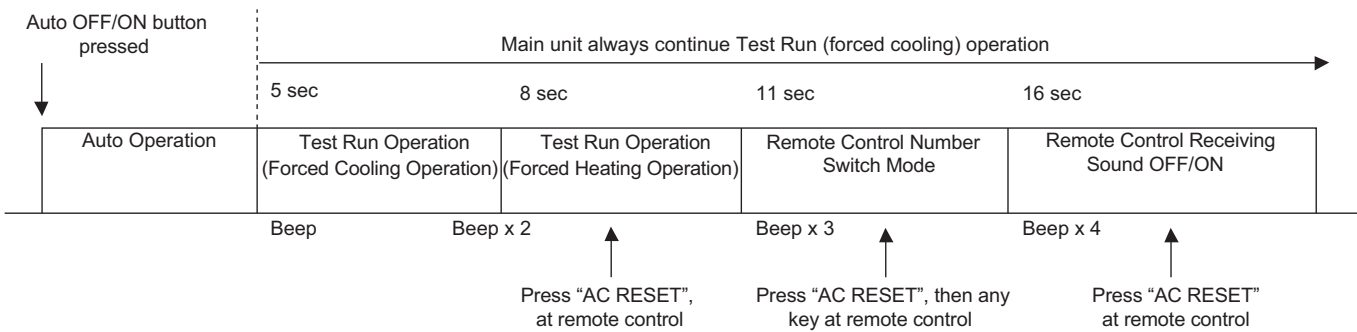 Auto OFF/ON button
pressed
Main unit always continue Test Run (forced cooling) operation
5 sec
8 sec
11 sec
16 sec
Auto Operation
Test Run Operation
(Forced Cooling Operation)
Test Run Operation
(Forced Heating Operation)
Remote Control Number
Switch Mode
Remote Control Receiving
Sound OFF/ON
Beep
Beep x 2
Beep x 3
Beep x 4
Press “AC RESET”,
at remote control
Press “AC RESET”, then any
key at remote control
Press “AC RESET”
at remote control